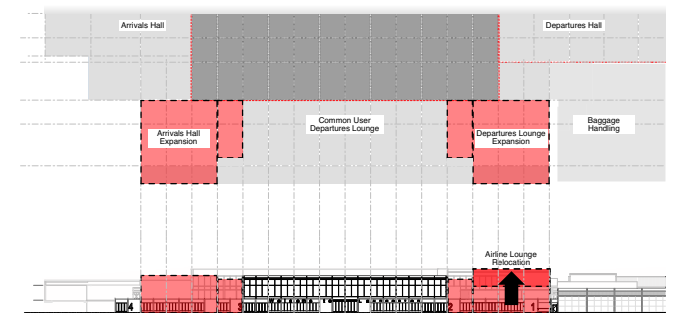 Arrivals Hall
Departures Hall
Arrivals Hall
Expansion
Common User
Departures Lounge
Departures Lounge
Expansion
Baggage
Handling
Airline Lounge
Relocation
4
3
2
1